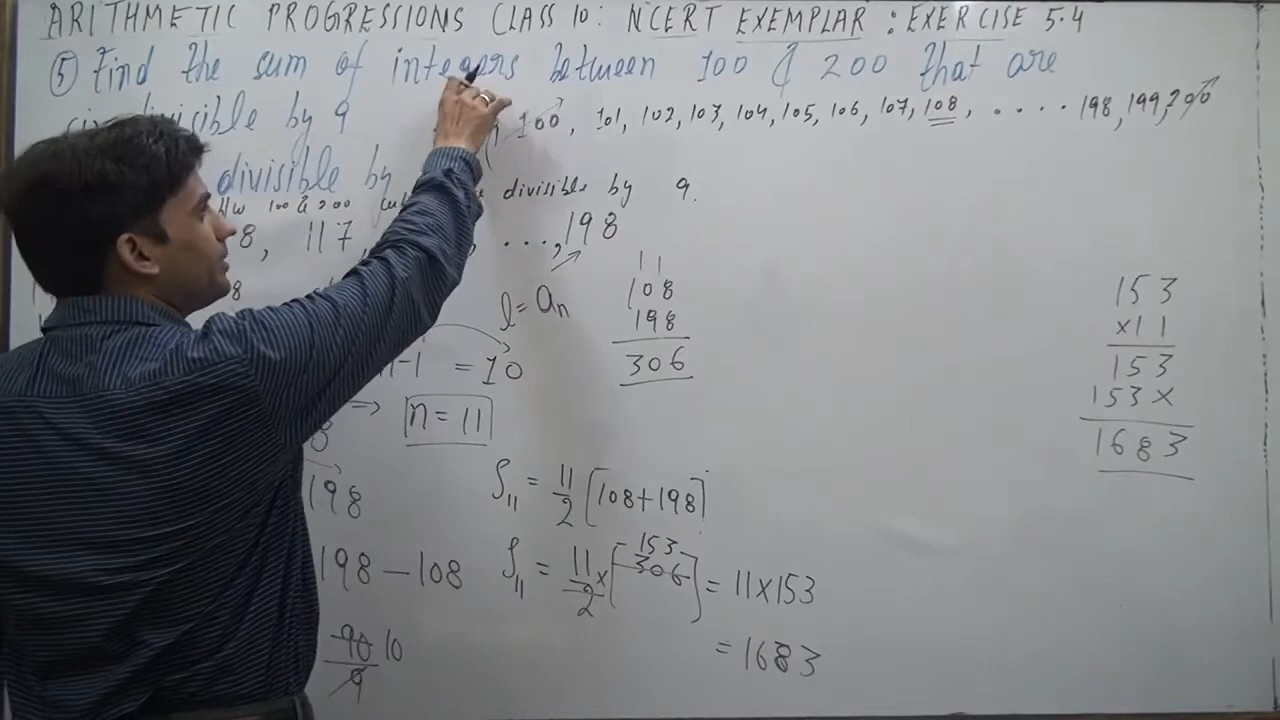 ARITHMETIC PROGRESSIONS CLASS 10: NCERT EXEMPLAR: EXERCISE 5.4
⑤ Find the sum of integers between 100 & 200 that are
divisible by 9
100, 101, 102, 103, 104, 105, 106, 107, 108, .... 198, 199, 200
divisible by
b/w 100 & 200 divisible by 9.
8, 117, ..., 198
l = an
11
108
198
306
-1 = 10
=> n = 11
8
198
S11 = 11/2 [108+198]
198 - 108
153
S11 = 11/2 × [306] = 11×153
90 10
9
= 1683
153
×11
153
153×
1683